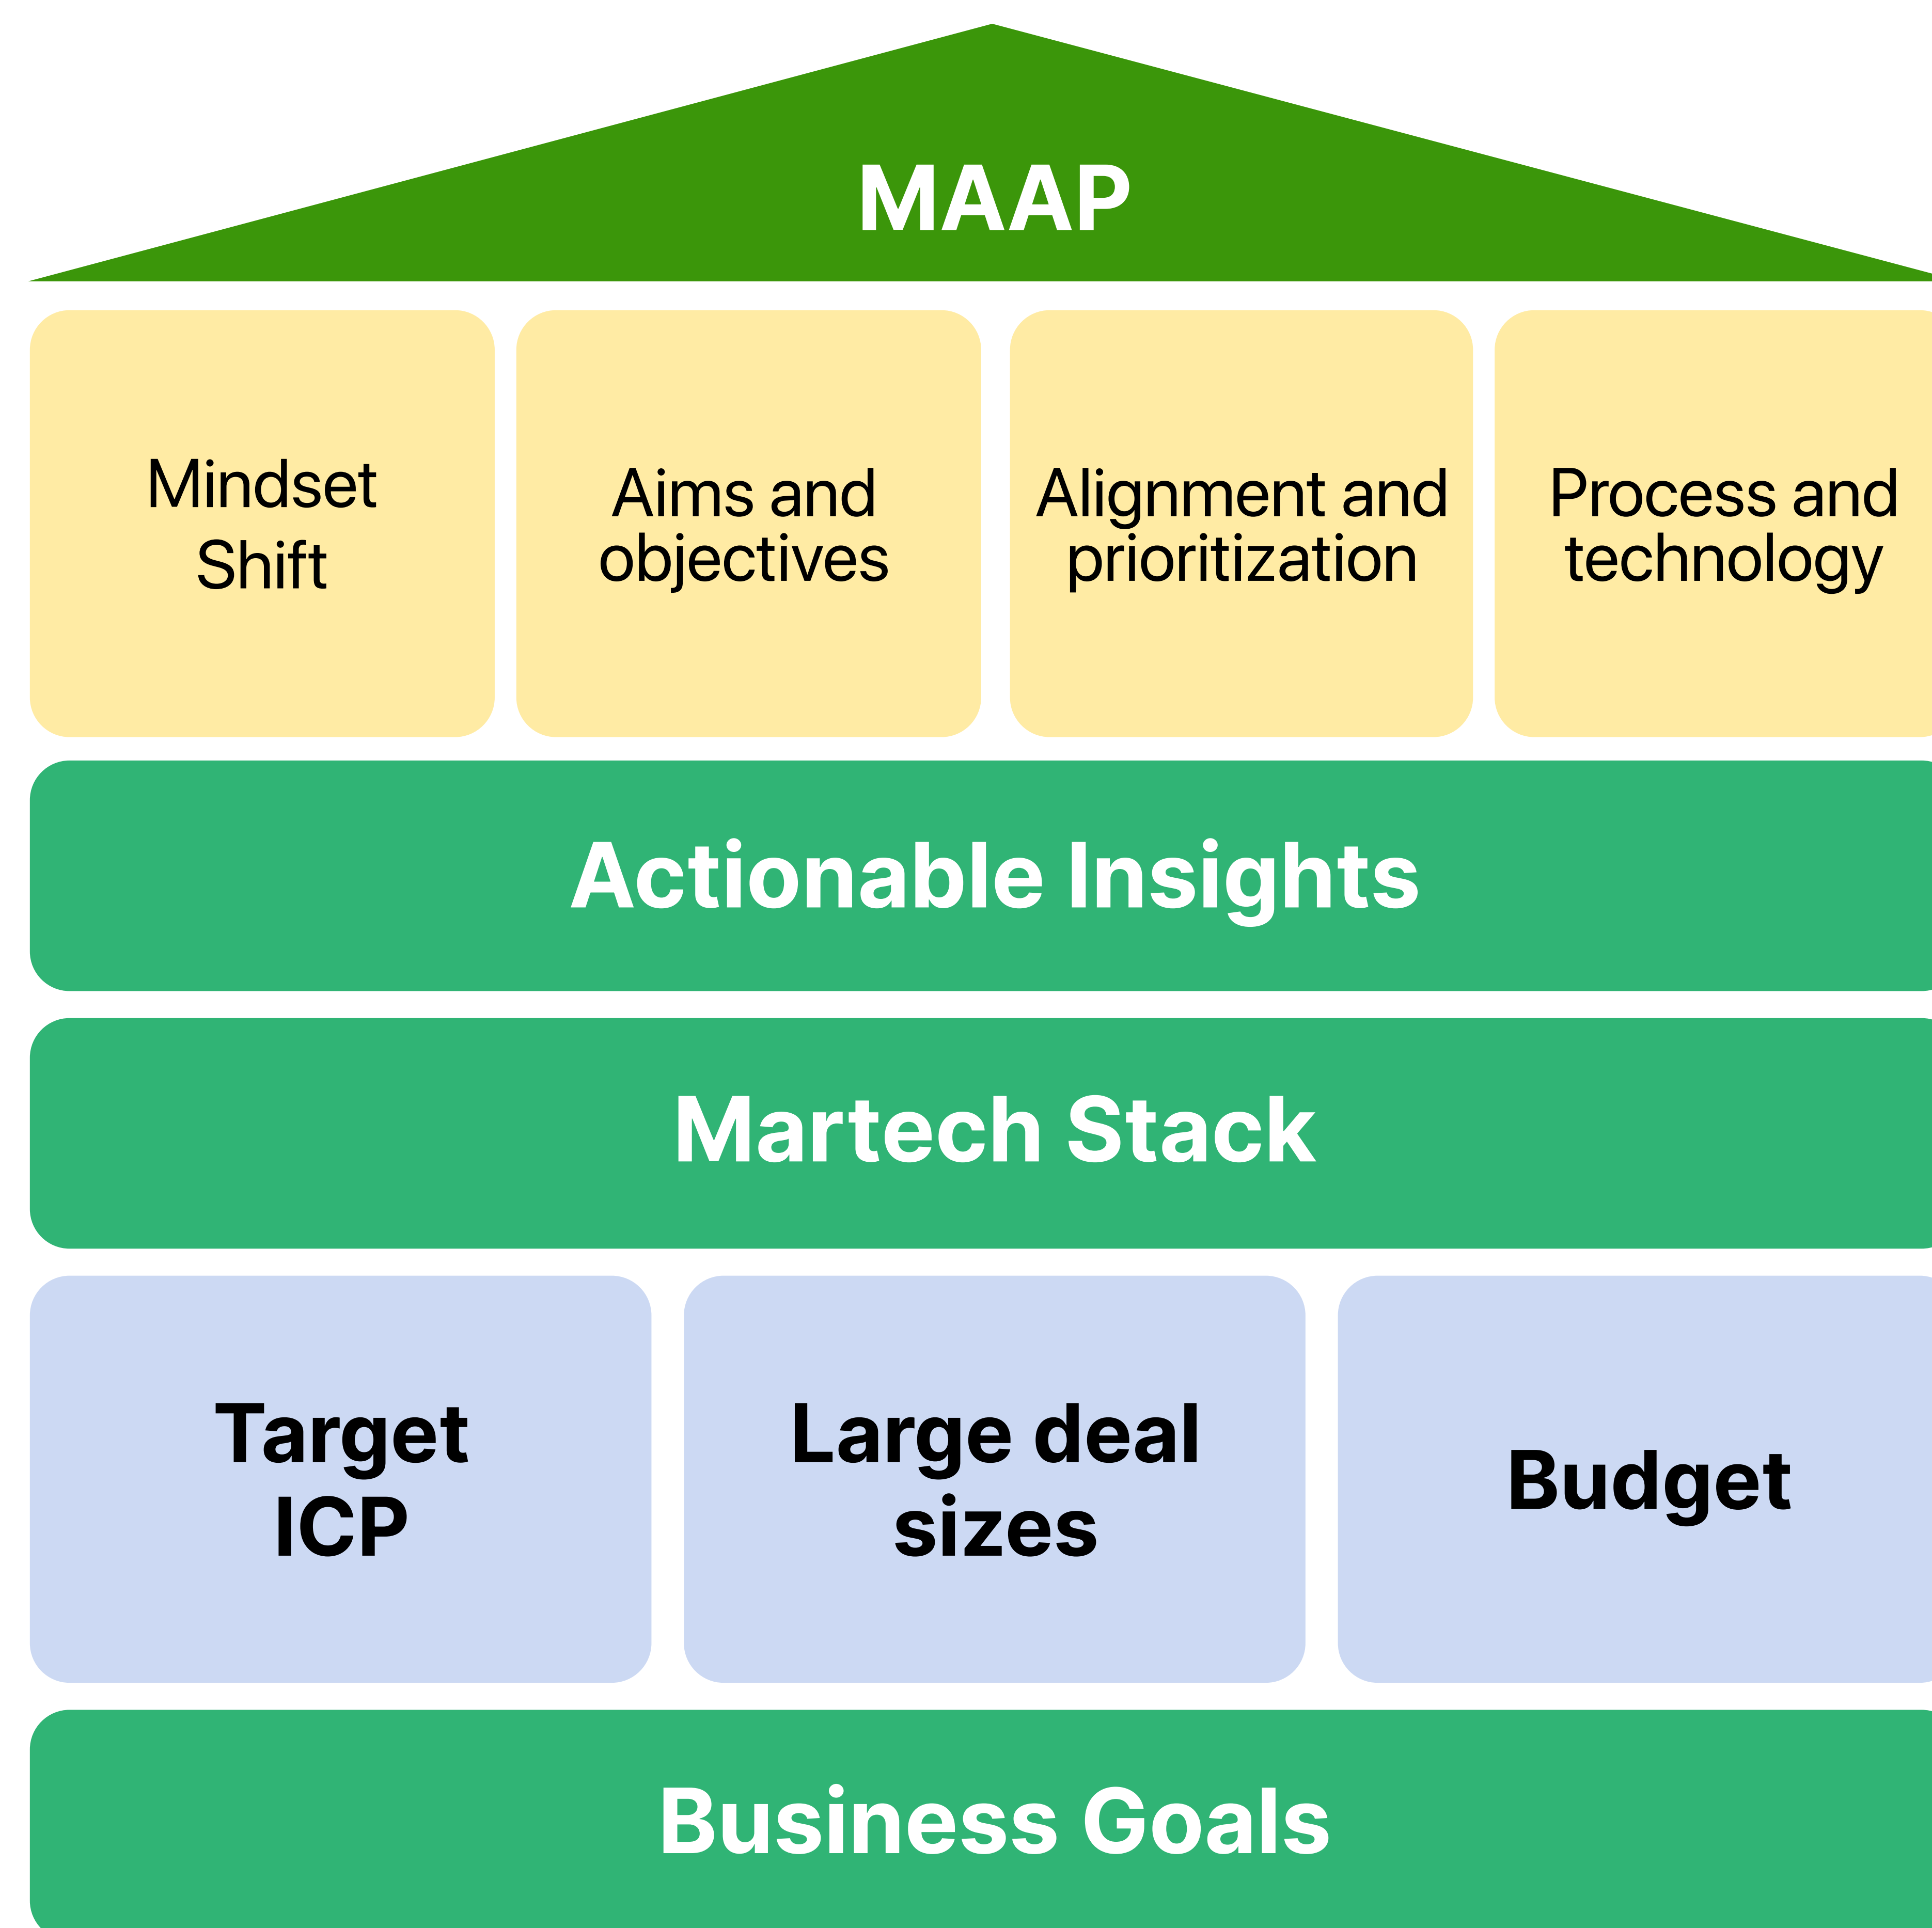 MAAP
Mindset
Shift
Aims and
objectives
Alignment and
prioritization
Process and
technology
Actionable Insights
Martech Stack
Target
ICP
Large deal
sizes
Budget
Business Goals